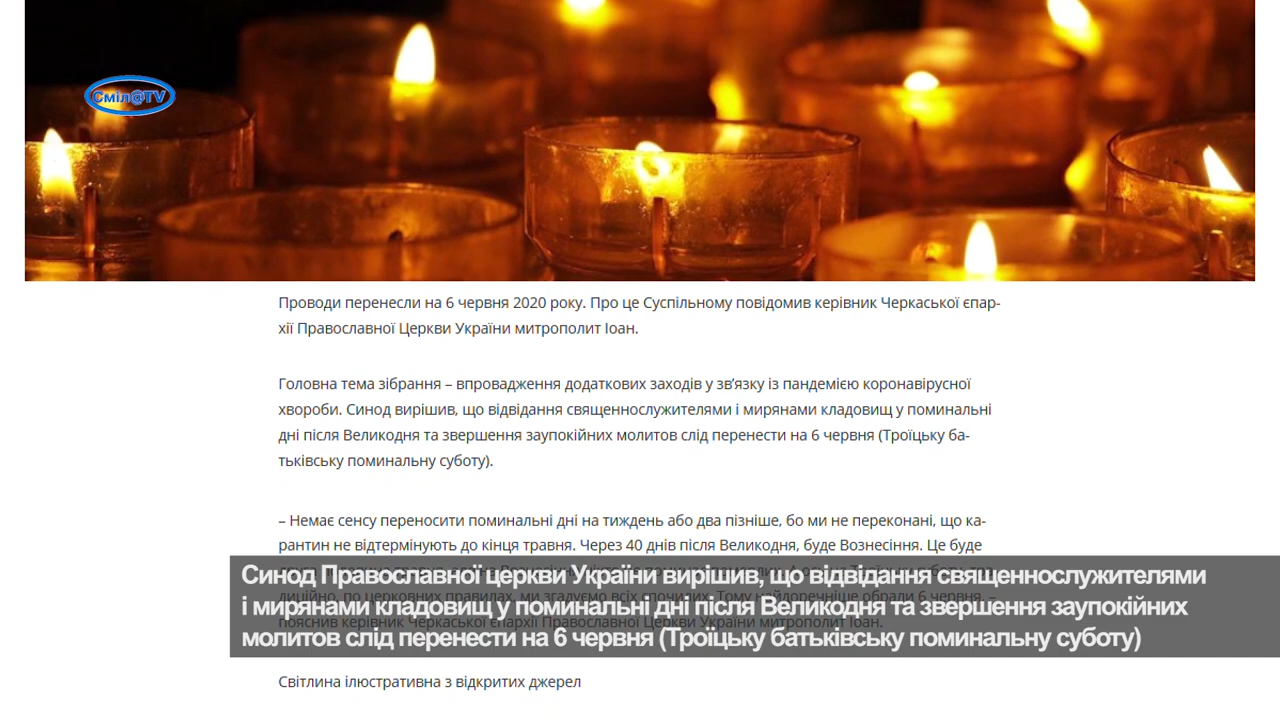 Сміл@TV
Проводи перенесли на 6 червня 2020 року. Про це Суспільному повідомив керівник Черкаської єпар-
хії Православної Церкви України митрополит Іоан.
Головна тема зібрання – впровадження додаткових заходів у зв’язку із пандемією коронавірусної
хвороби. Синод вирішив, що відвідання священнослужителями і мирянами кладовищ у поминальні
дні після Великодня та звершення заупокійних молитов слід перенести на 6 червня (Троїцьку ба-
тьківську поминальну суботу).
– Немає сенсу переносити поминальні дні на тиждень або два пізніше, бо ми не переконані, що ка-
рантин не відтермінують до кінця травня. Через 40 днів після Великодня, буде Вознесіння. Це буде
диційно, по церковних правилах, ми згадуємо всіх спочилих. Тому найдоречніше обрали 6 червня, –
пояснив керівник Черкаської єпархії Православної Церкви України митрополит Іоан.
Синод Православної церкви України вирішив, що відвідання священнослужителями
і мирянами кладовищ у поминальні дні після Великодня та звершення заупокійних
молитов слід перенести на 6 червня (Троїцьку батьківську поминальну суботу)
Світлина ілюстративна з відкритих джерел